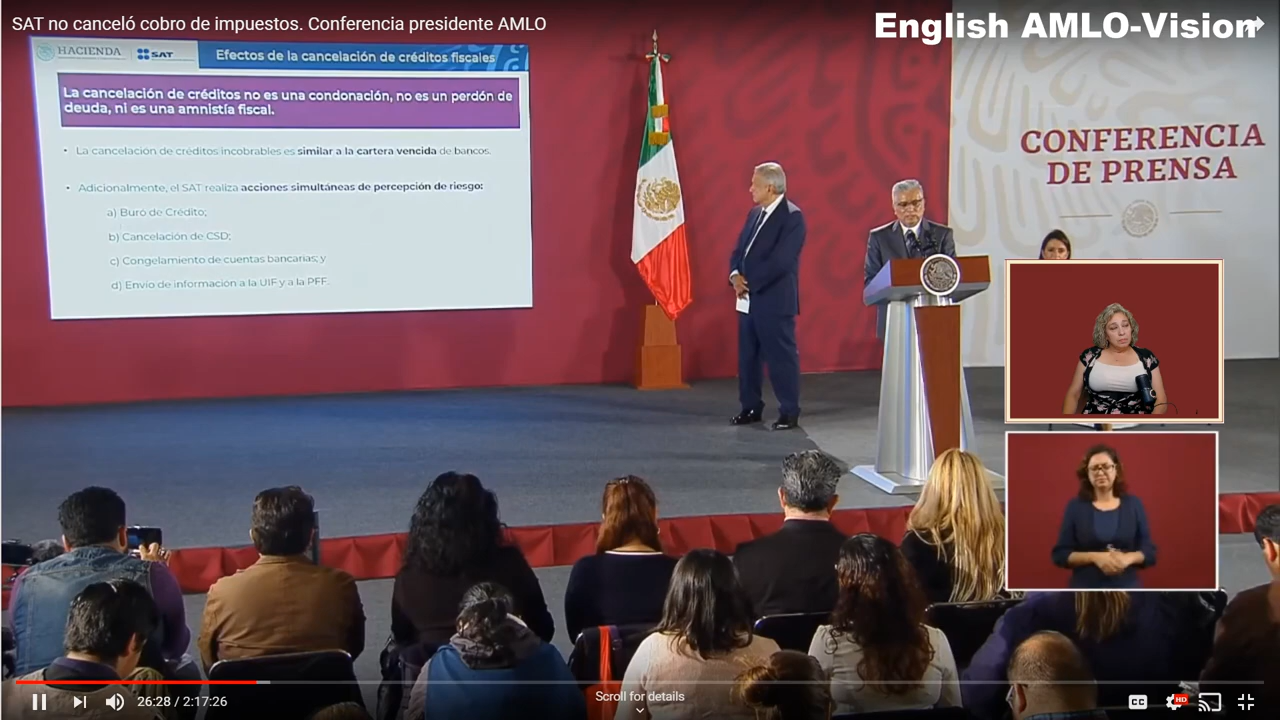 SAT no canceló cobro de impuestos. Conferencia presidente AMLO
English AMLO-Vision
HACIENDA
SAT
Efectos de la cancelación de créditos fiscales
La cancelación de créditos no es una condonación, no es un perdón de
deuda, ni es una amnistía fiscal.
• La cancelación de créditos incobrables es similar a la cartera vencida de bancos.
• Adicionalmente, el SAT realiza acciones simultáneas de percepción de riesgo:
a) Buró de Crédito;
b) Cancelación de CSD;
c) Congelamiento de cuentas bancarias; y
d) Envío de información a la UIF y a la PFF.
CONFERENCIA
DE PRENSA
26:28 / 2:17:26
Scroll for details
CC
HD